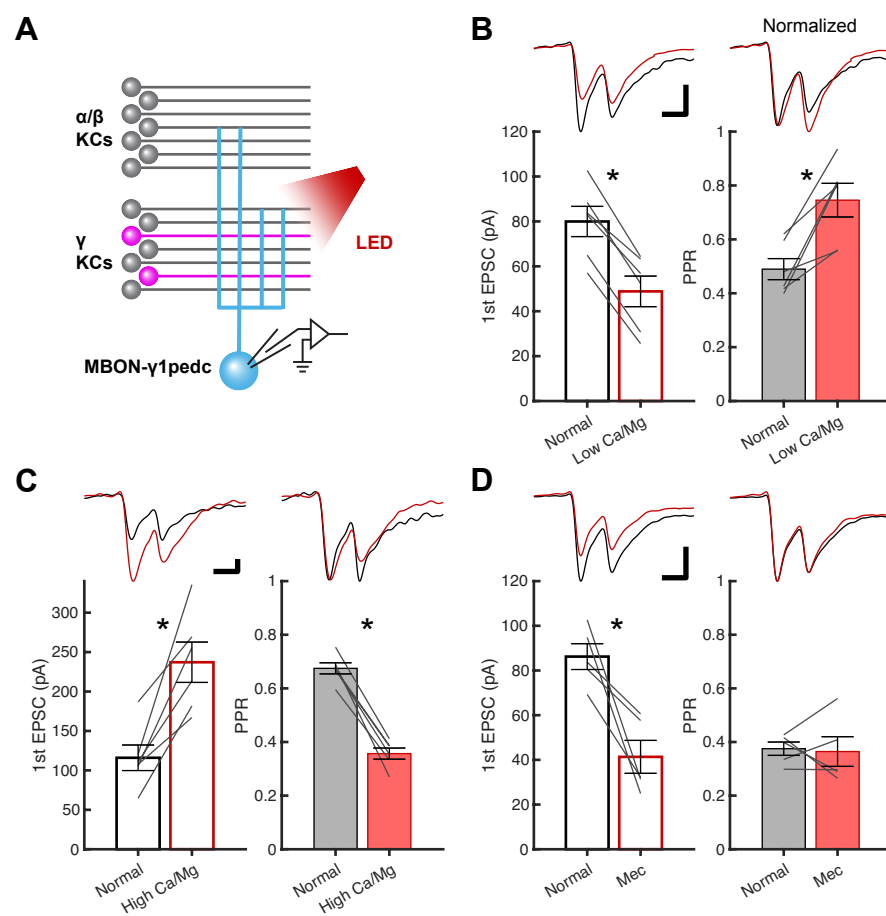 A
α/β
KCs
γ
KCs
LED
MBON-γ1pedc
B
Normalized
120
100
80
60
40
20
0
1st EPSC (pA)
Normal
Low Ca/Mg
*
1
0.8
0.6
0.4
0.2
0
PPR
Normal
Low Ca/Mg
*
C
300
250
200
150
100
50
0
1st EPSC (pA)
Normal
High Ca/Mg
*
1
0.8
0.6
0.4
0.2
0
PPR
Normal
High Ca/Mg
*
D
120
100
80
60
40
20
0
1st EPSC (pA)
Normal
Mec
*
1
0.8
0.6
0.4
0.2
0
PPR
Normal
Mec